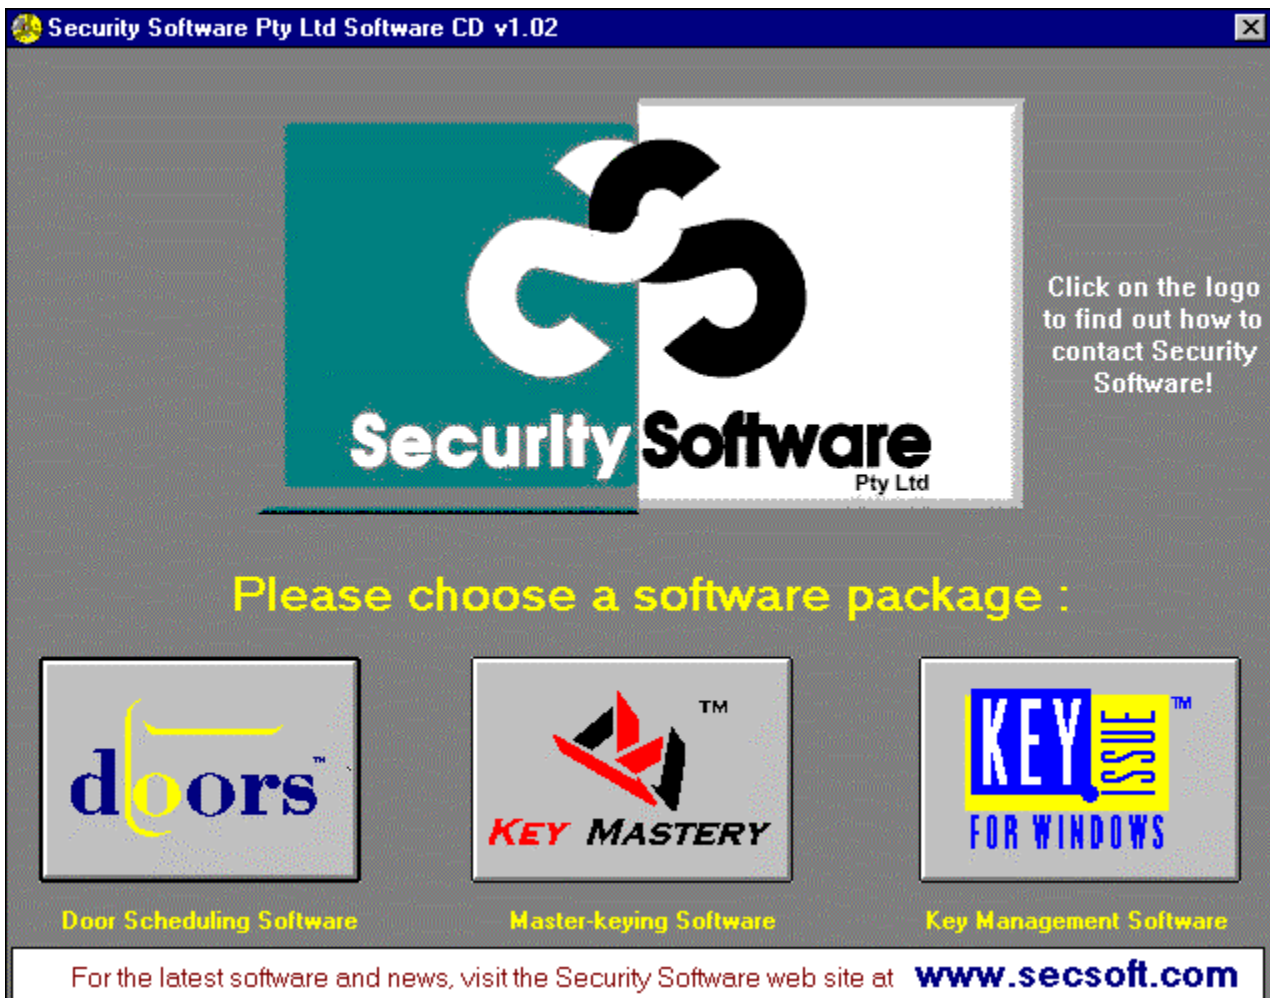 Security Software Pty Ltd Software CD v1.02
Click on the logo
to find out how to
contact Security
Software!
Security Software
Pty Ltd
Please choose a software package :
doors™
™
KEY MASTERY
KEY ISSUE ™
FOR WINDOWS
Door Scheduling Software
Master-keying Software
Key Management Software
For the latest software and news, visit the Security Software web site at www.secsoft.com